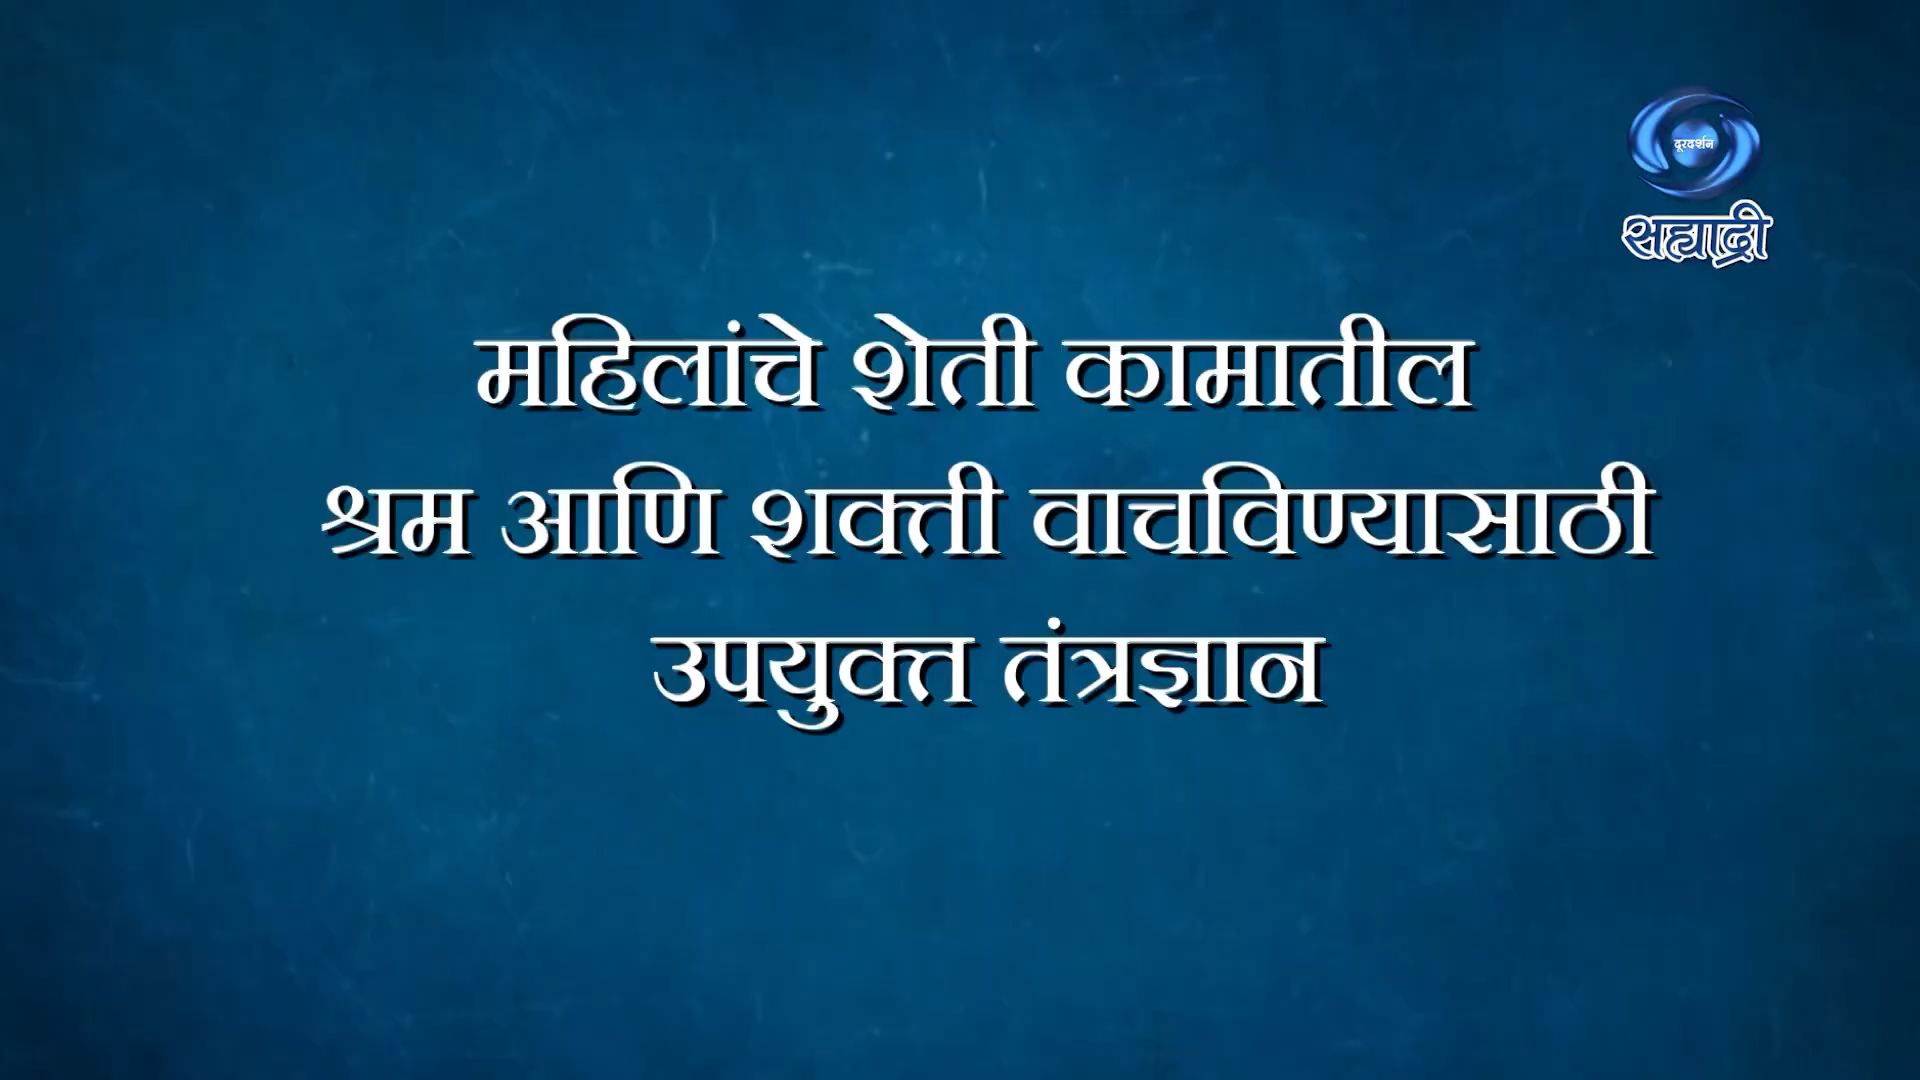 दूरदर्शन
सह्याद्री
महिलांचे शेती कामातील
श्रम आणि शक्ती वाचविण्यासाठी
उपयुक्त तंत्रज्ञान